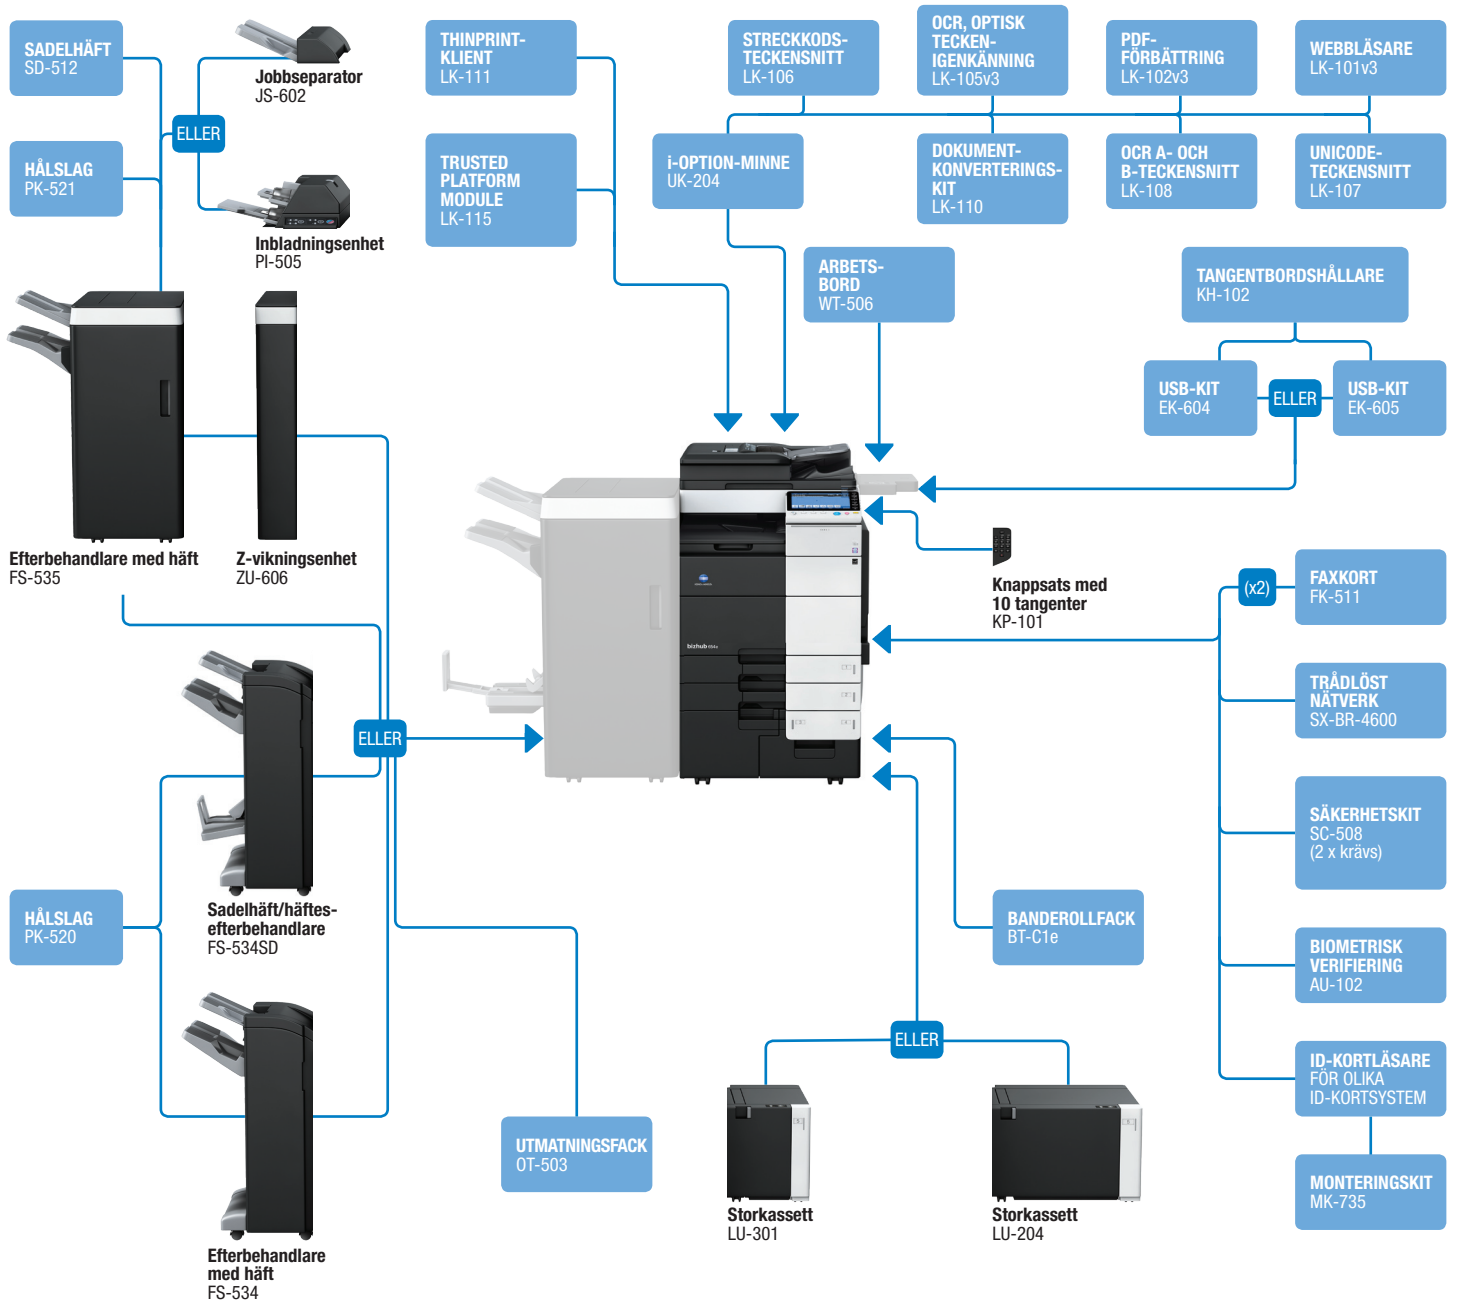 SADELHÄFT
SD-512
HÅLSLAG
PK-521
ELLER
Jobbseparator
JS-602
Inbladningsenhet
PI-505
THINPRINT-
KLIENT
LK-111
TRUSTED
PLATFORM
MODULE
LK-115
STRECKKODS-
TECKENSNITT
LK-106
OCR, OPTISK
TECKEN-
IGENKÄNNING
LK-105v3
PDF-
FÖRBÄTTRING
LK-102v3
WEBBLÄSARE
LK-101v3
i-OPTION-MINNE
UK-204
DOKUMENT-
KONVERTERINGS-
KIT
LK-110
OCR A- OCH
B-TECKENSNITT
LK-108
UNICODE-
TECKENSNITT
LK-107
ARBETS-
BORD
WT-506
TANGENTBORDSHÅLLARE
KH-102
USB-KIT
EK-604
ELLER
USB-KIT
EK-605
Efterbehandlare med häft
FS-535
Z-vikningsenhet
ZU-606
Knappsats med
10 tangenter
KP-101
(x2)
FAXKORT
FK-511
bizhub
TRÅDLÖST
NÄTVERK
SX-BR-4600
ELLER
SÄKERHETSKIT
SC-508
(2 x krävs)
HÅLSLAG
PK-520
Sadelhäft/häftes-
efterbehandlare
FS-534SD
BANDEROLLFACK
BT-C1e
BIOMETRISK
VERIFIERING
AU-102
ELLER
ID-KORTLÄSARE
FÖR OLIKA
ID-KORTSYSTEM
UTMATNINGSFACK
OT-503
MONTERINGSKIT
MK-735
Storkassett
LU-301
Storkassett
LU-204
Efterbehandlare
med häft
FS-534